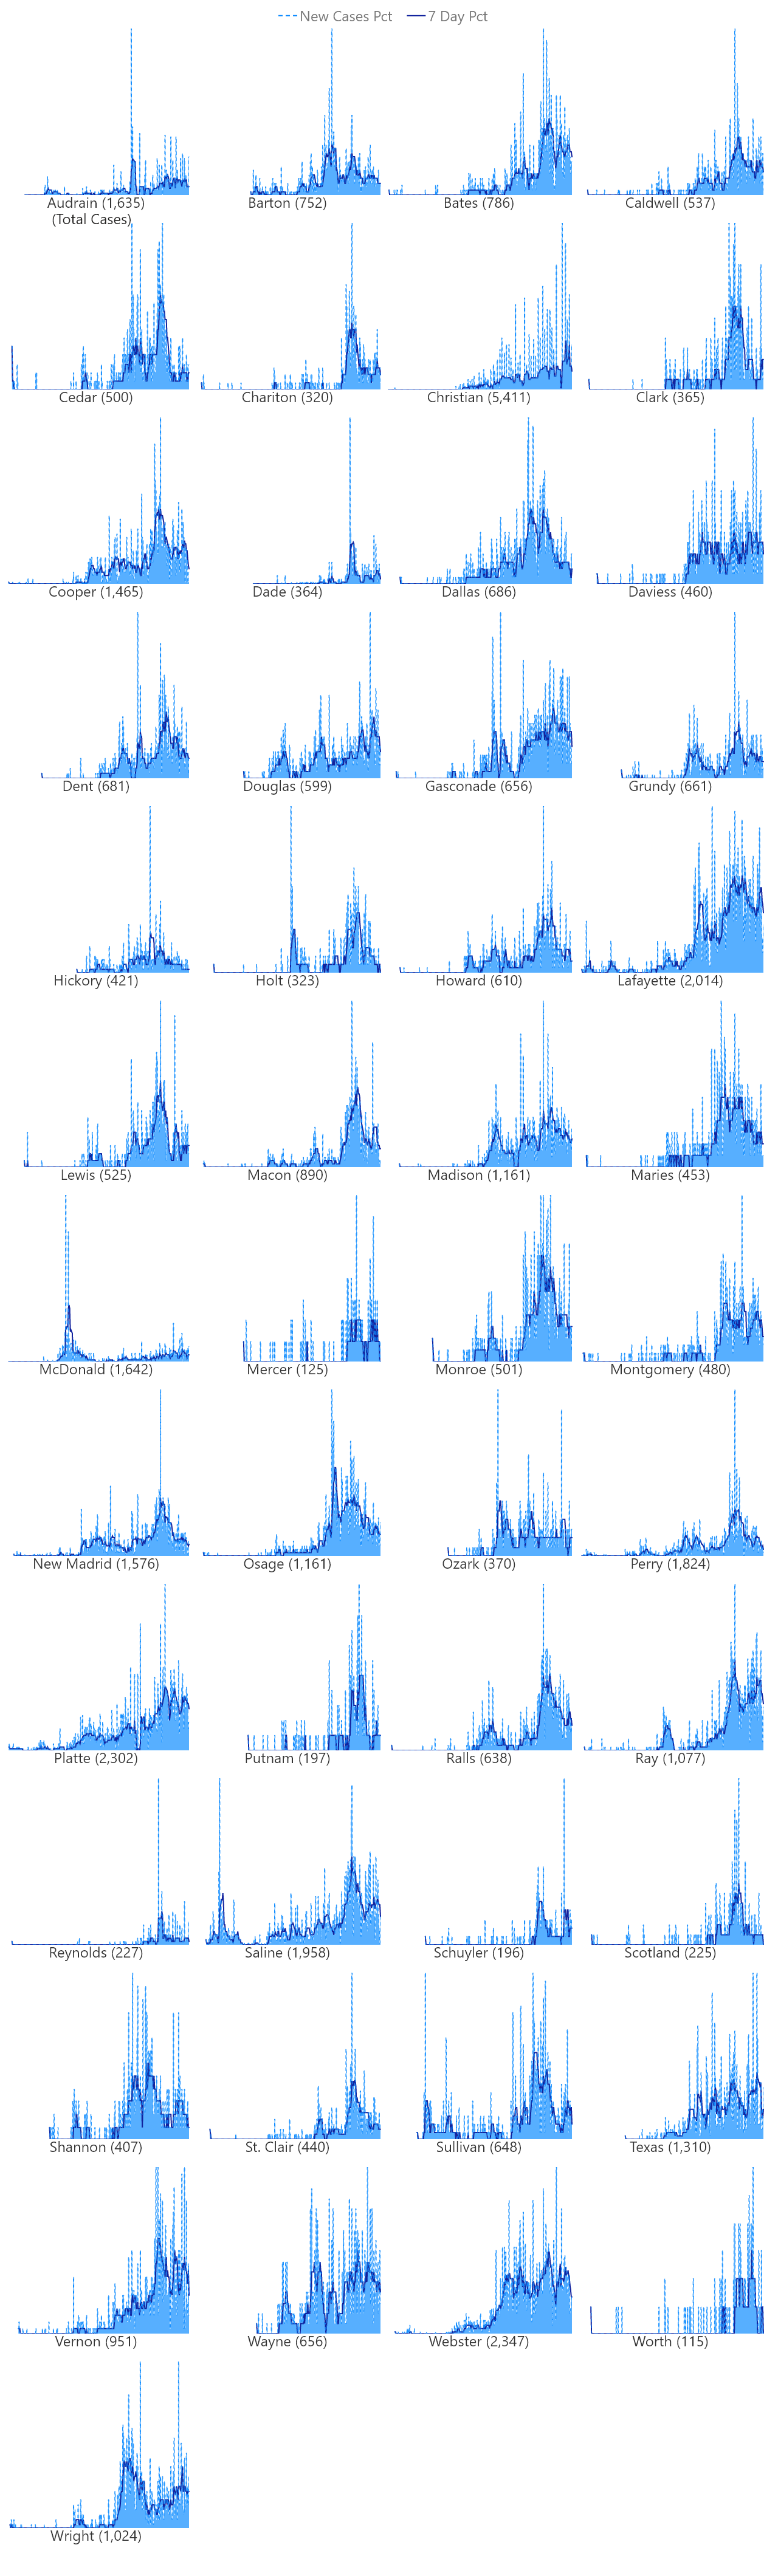 New Cases Pct 7 Day Pct
Audrain (1,635) Barton (752) Bates (786) Caldwell (537)
(Total Cases)
Cedar (500) Chariton (320) Christian (5,411) Clark (365)
Cooper (1,465) Dade (364) Dallas (686) Daviess (460)
Dent (681) Douglas (599) Gasconade (656) Grundy (661)
Hickory (421) Holt (323) Howard (610) Lafayette (2,014)
Lewis (525) Macon (890) Madison (1,161) Maries (453)
McDonald (1,642) Mercer (125) Monroe (501) Montgomery (480)
New Madrid (1,576) Osage (1,161) Ozark (370) Perry (1,824)
Platte (2,302) Putnam (197) Ralls (638) Ray (1,077)
Reynolds (227) Saline (1,958) Schuyler (196) Scotland (225)
Shannon (407) St. Clair (440) Sullivan (648) Texas (1,310)
Vernon (951) Wayne (656) Webster (2,347) Worth (115)
Wright (1,024)